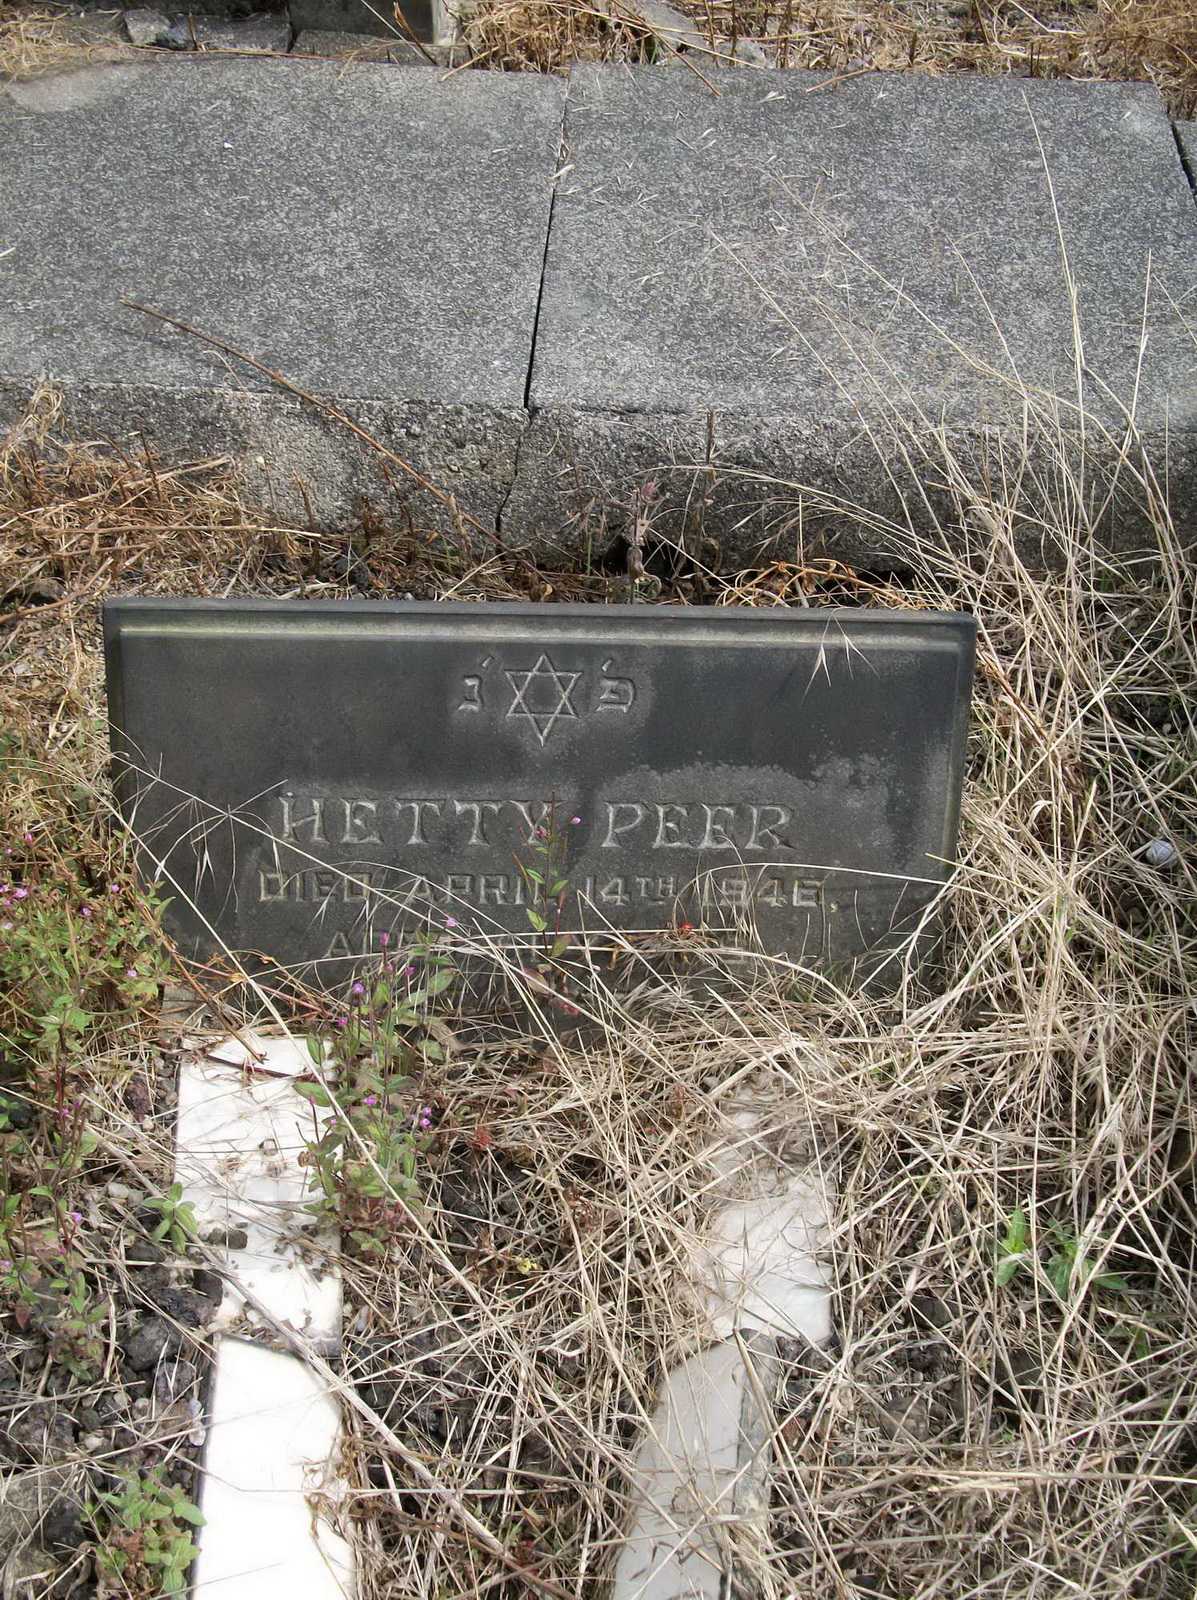 פ' נ'
HETTY PEER
DIED APRIL 14TH 1946